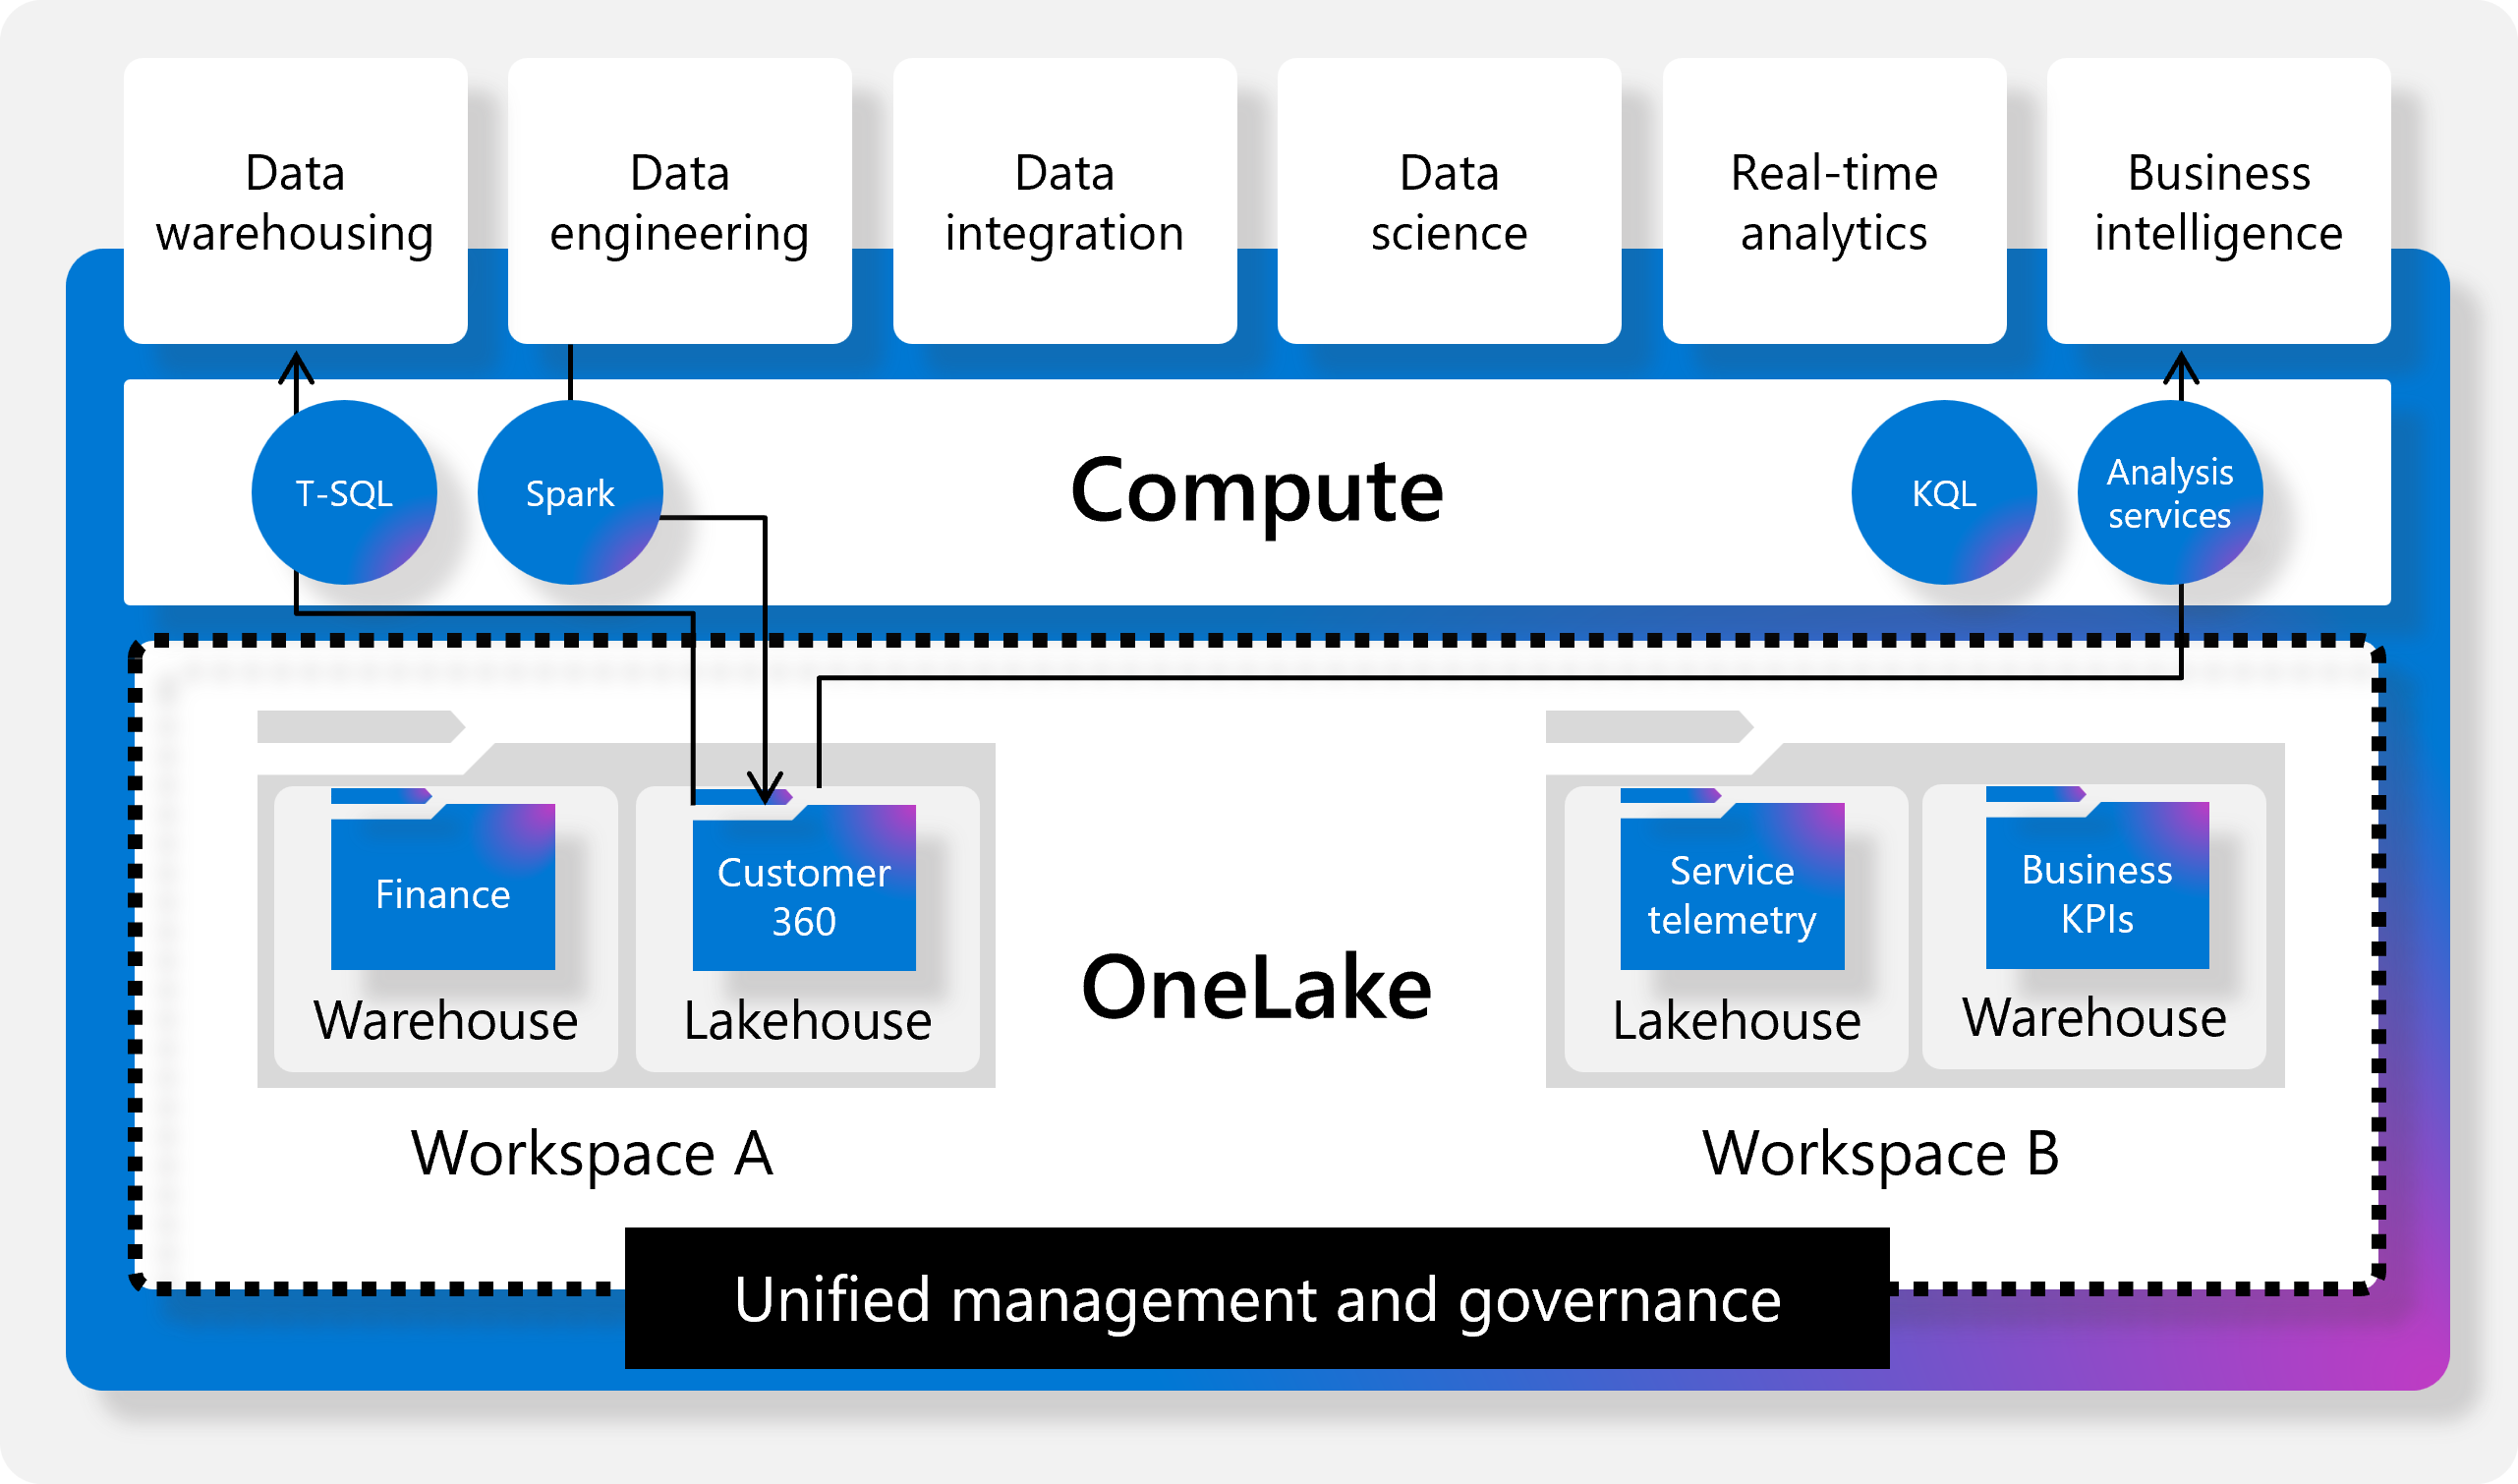 Data
warehousing
Data
engineering
Data
integration
Data
science
Real-time
analytics
Business
intelligence
T-SQL
Spark
Compute
KQL
Analysis
services
Finance
Warehouse
Customer
360
Lakehouse
Workspace A
OneLake
Service
telemetry
Lakehouse
Business
KPIs
Warehouse
Workspace B
Unified management and governance